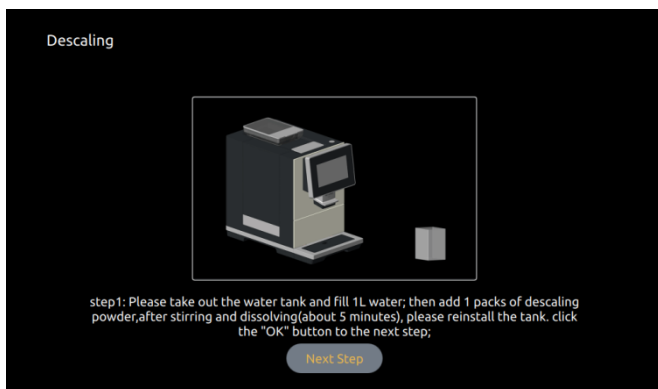 Descaling
step1: Please take out the water tank and fill 1L water; then add 1 packs of descaling
powder,after stirring and dissolving(about 5 minutes), please reinstall the tank. click
the "OK" button to the next step;
Next Step